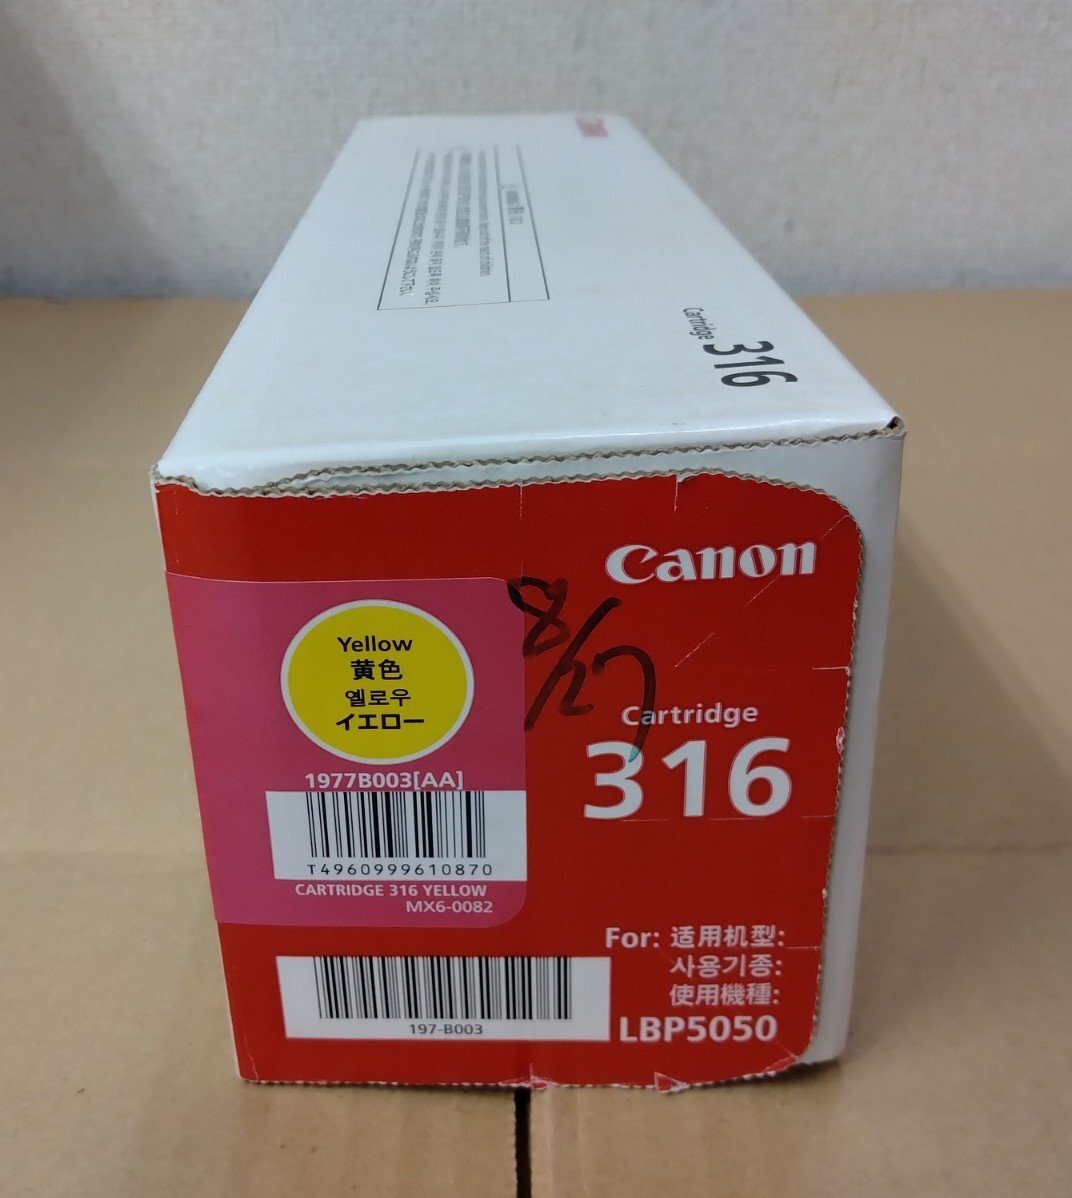 Cartridge
316
Canon
8/27
Yellow
黄色
옐로우
イエロー
Cartridge
316
1977B003[AA]
T4960999610870
CARTRIDGE 316 YELLOW
MX6-0082
For: 适用机型:
사용기종:
使用機種:
LBP5050
197-B003